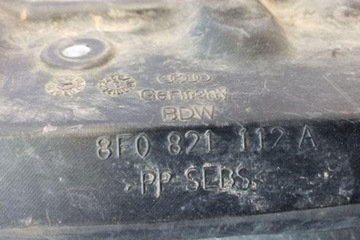 Germany
BDW
8F0 821 112 A
PP SEBS